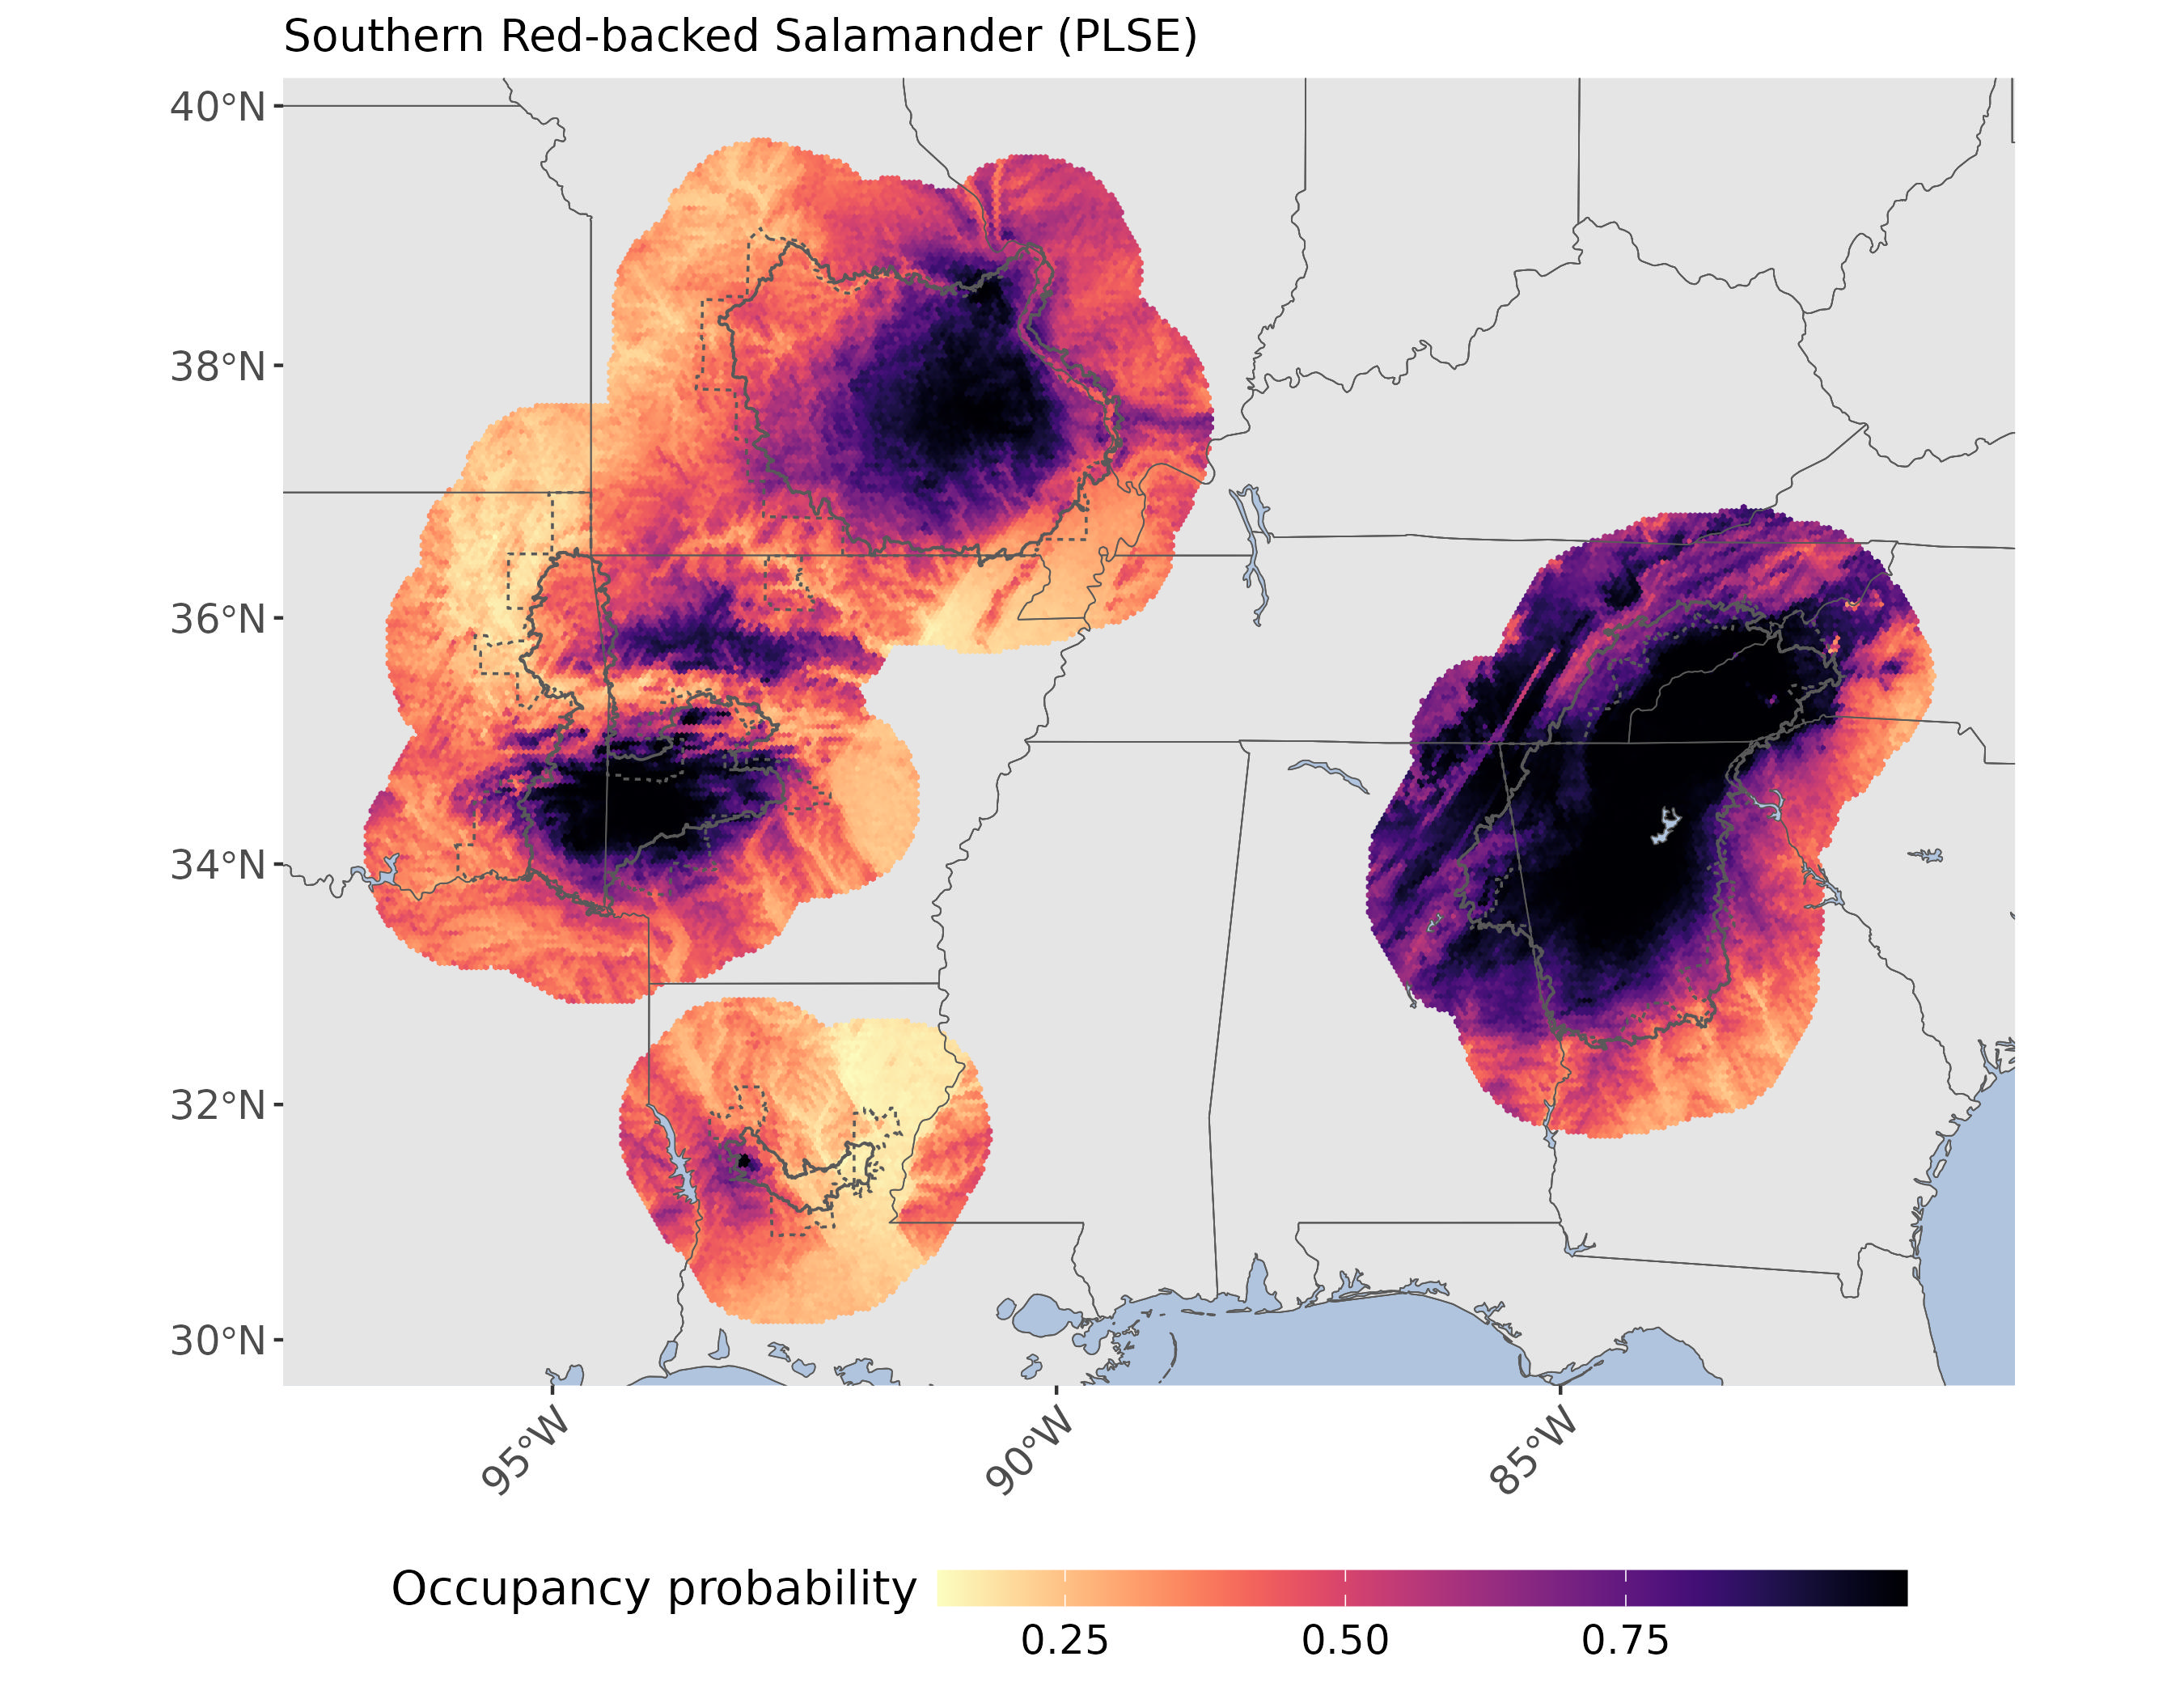 Southern Red-backed Salamander (PLSE)
40°N
38°N
36°N
34°N
32°N
30°N
95°W
90°W
85°W
Occupancy probability
0.25
0.50
0.75